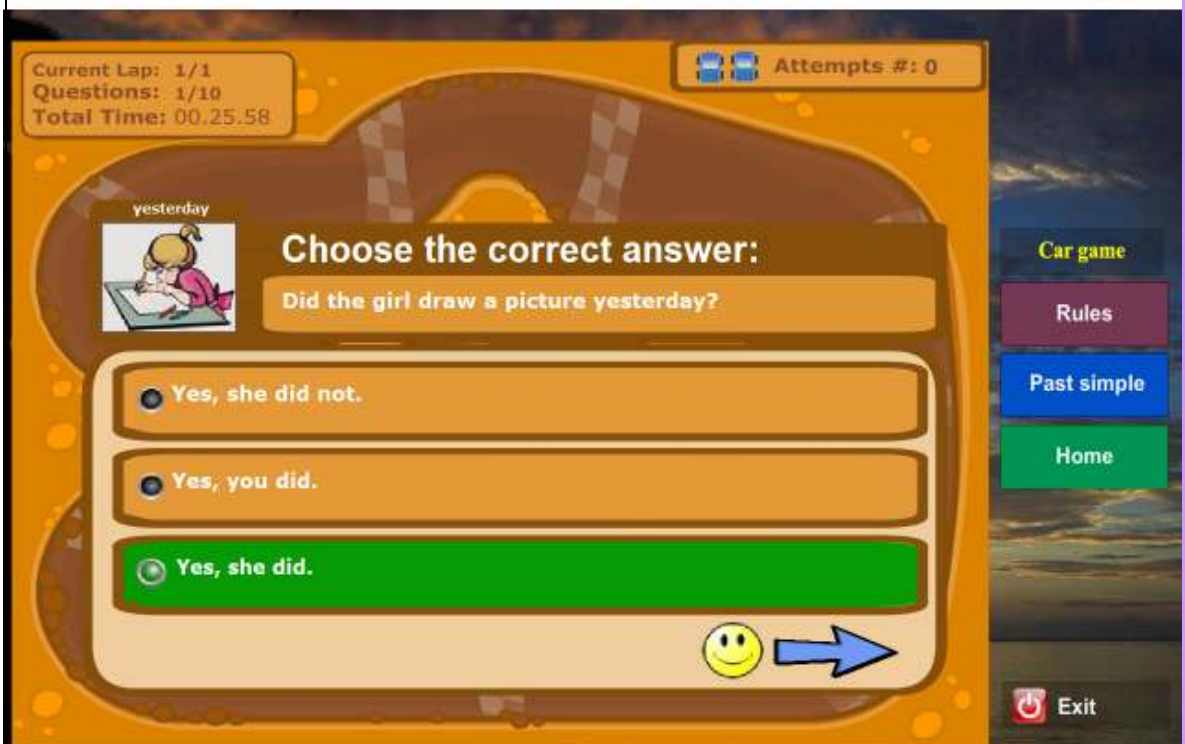 Current Lap: 1/1
Questions: 1/10
Total Time: 00.25.58
Attempts #: 0
yesterday
Choose the correct answer:
Did the girl draw a picture yesterday?
Yes, she did not.
Yes, you did.
Yes, she did.
Car game
Rules
Past simple
Home
Exit